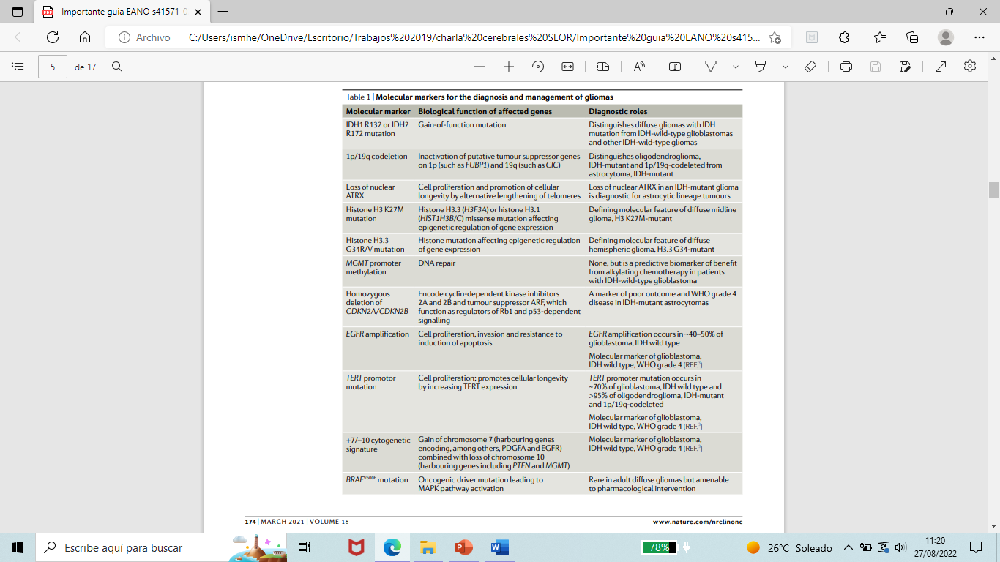 Importante guia EANO s41571-0
Archivo
C:/Users/ismhe/OneDrive/Escritorio/Trabajos%202019/charla%20cerebrales%20SEOR/Importante%20guia%20EANO%20s415...
5 de 17
Table 1 | Molecular markers for the diagnosis and management of gliomas
Molecular marker Biological function of affected genes Diagnostic roles
IDH1 R132 or IDH2 Gain-of-function mutation Distinguishes diffuse gliomas with IDH
R172 mutation mutation from IDH-wild-type glioblastomas
and other IDH-wild-type gliomas
1p/19q codeletion Inactivation of putative tumour suppressor genes Distinguishes oligodendroglioma,
on 1p (such as FUBP1) and 19q (such as CIC) IDH-mutant and 1p/19q-codeleted from
astrocytoma, IDH-mutant
Loss of nuclear Cell proliferation and promotion of cellular Loss of nuclear ATRX in an IDH-mutant glioma
ATRX longevity by alternative lengthening of telomeres is diagnostic for astrocytic lineage tumours
Histone H3 K27M Histone H3.3 (H3F3A) or histone H3.1 Defining molecular feature of diffuse midline
mutation (HIST1H3B/C) missense mutation affecting glioma, H3 K27M-mutant
epigenetic regulation of gene expression
Histone H3.3 Histone mutation affecting epigenetic regulation Defining molecular feature of diffuse
G34R/V mutation of gene expression hemispheric glioma, H3.3 G34-mutant
MGMT promoter DNA repair None, but is a predictive biomarker of benefit
methylation from alkylating chemotherapy in patients
with IDH-wild-type glioblastoma
Homozygous Encode cyclin-dependent kinase inhibitors A marker of poor outcome and WHO grade 4
deletion of 2A and 2B and tumour suppressor ARF, which disease in IDH-mutant astrocytomas
CDKN2A/CDKN2B function as regulators of Rb1 and p53-dependent
signalling
EGFR amplification Cell proliferation, invasion and resistance to EGFR amplification occurs in ~40–50% of
induction of apoptosis glioblastoma, IDH wild type
Molecular marker of glioblastoma,
IDH wild type, WHO grade 4 (REF.5)
TERT promotor Cell proliferation; promotes cellular longevity TERT promoter mutation occurs in
mutation by increasing TERT expression ~70% of glioblastoma, IDH wild type and
>95% of oligodendroglioma, IDH-mutant
and 1p/19q-codeleted
Molecular marker of glioblastoma,
IDH wild type, WHO grade 4 (REF.5)
+7/–10 cytogenetic Gain of chromosome 7 (harbouring genes Molecular marker of glioblastoma,
signature encoding, among others, PDGFA and EGFR) IDH wild type, WHO grade 4 (REF.5)
combined with loss of chromosome 10
(harbouring genes including PTEN and MGMT)
BRAFV600E mutation Oncogenic driver mutation leading to Rare in adult diffuse gliomas but amenable
MAPK pathway activation to pharmacological intervention
174 | MARCH 2021 | VOLUME 18 www.nature.com/nrclinonc
Escribe aquí para buscar
78%
26°C Soleado
11:20
27/08/2022